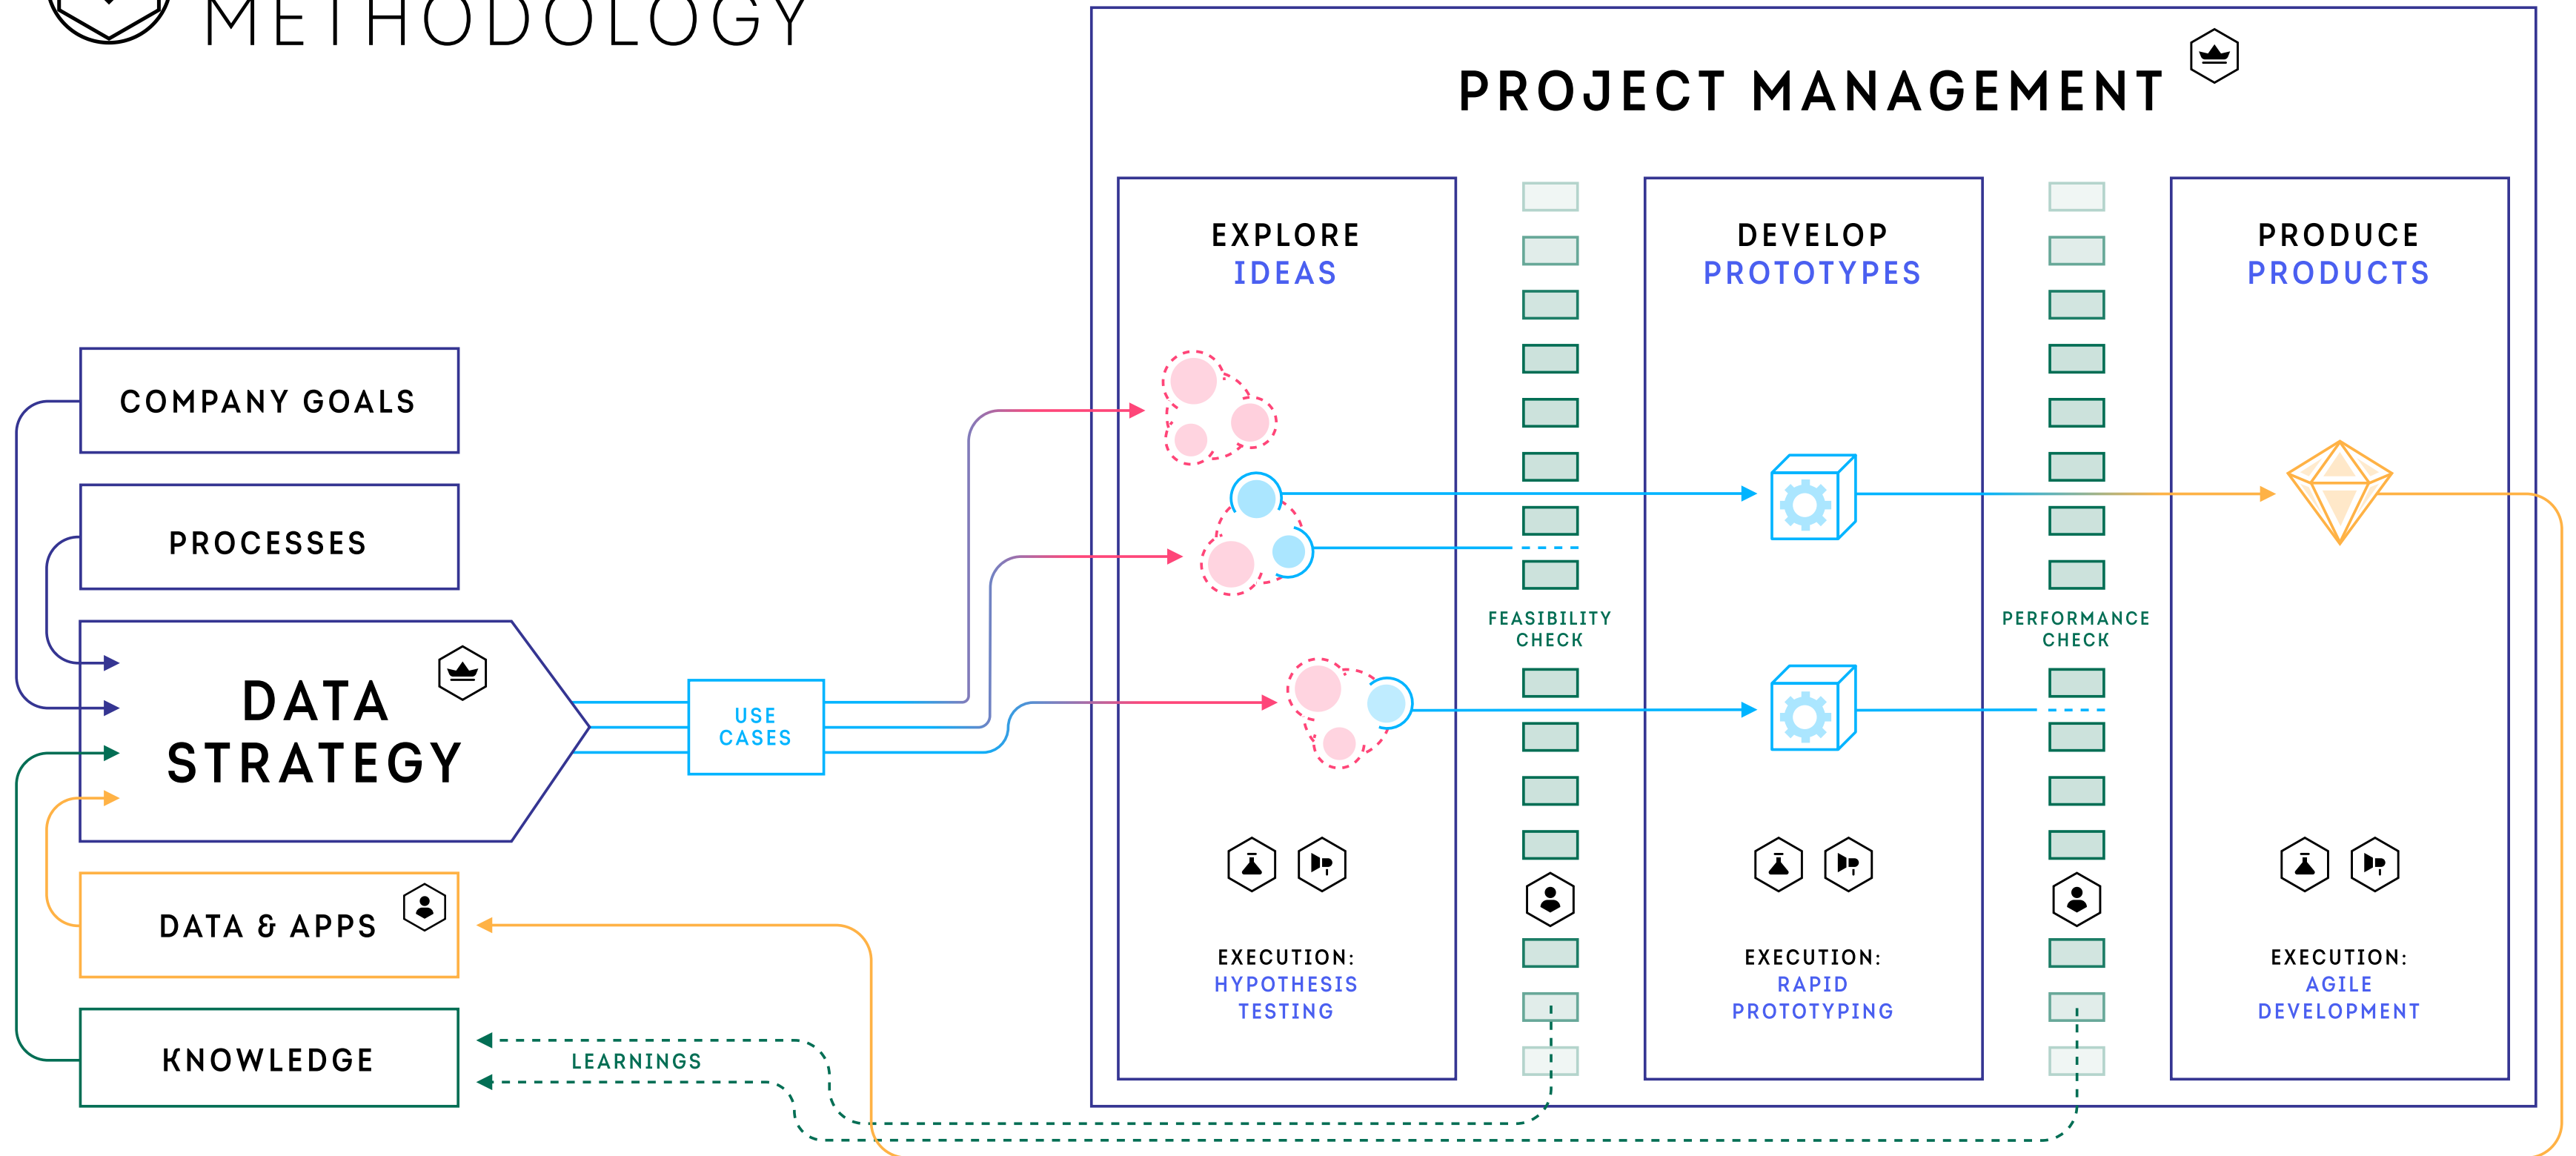 METHODOLOGY
PROJECT MANAGEMENT
EXPLORE
IDEAS
DEVELOP
PROTOTYPES
PRODUCE
PRODUCTS
COMPANY GOALS
PROCESSES
DATA
STRATEGY
USE
CASES
FEASIBILITY
CHECK
PERFORMANCE
CHECK
DATA & APPS
KNOWLEDGE
LEARNINGS
EXECUTION:
HYPOTHESIS
TESTING
EXECUTION:
RAPID
PROTOTYPING
EXECUTION:
AGILE
DEVELOPMENT